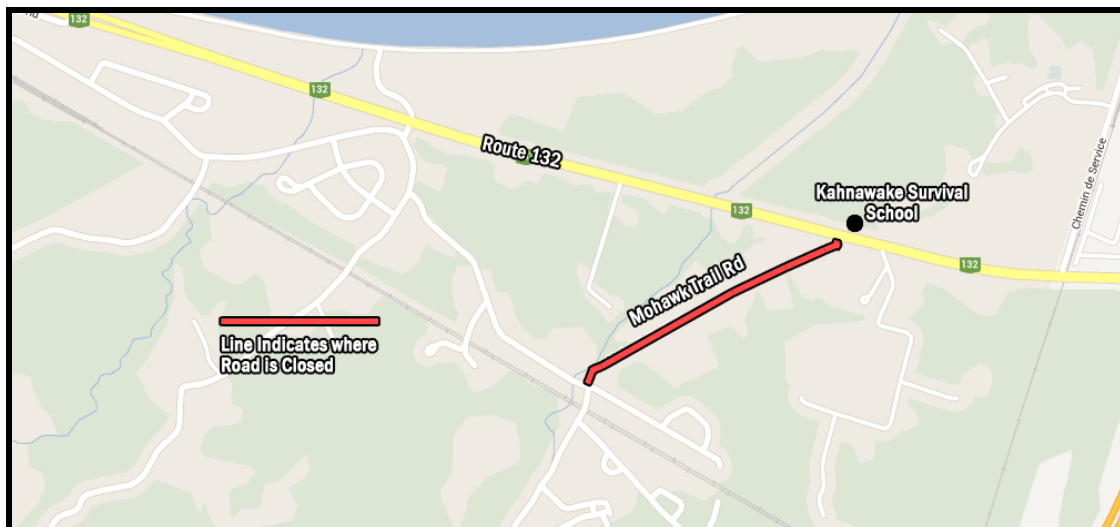 132
132
Route 132
132
Kahnawake Survival
School
Chemin de Service
132
Mohawk Trail Rd
Line Indicates where
Road is Closed